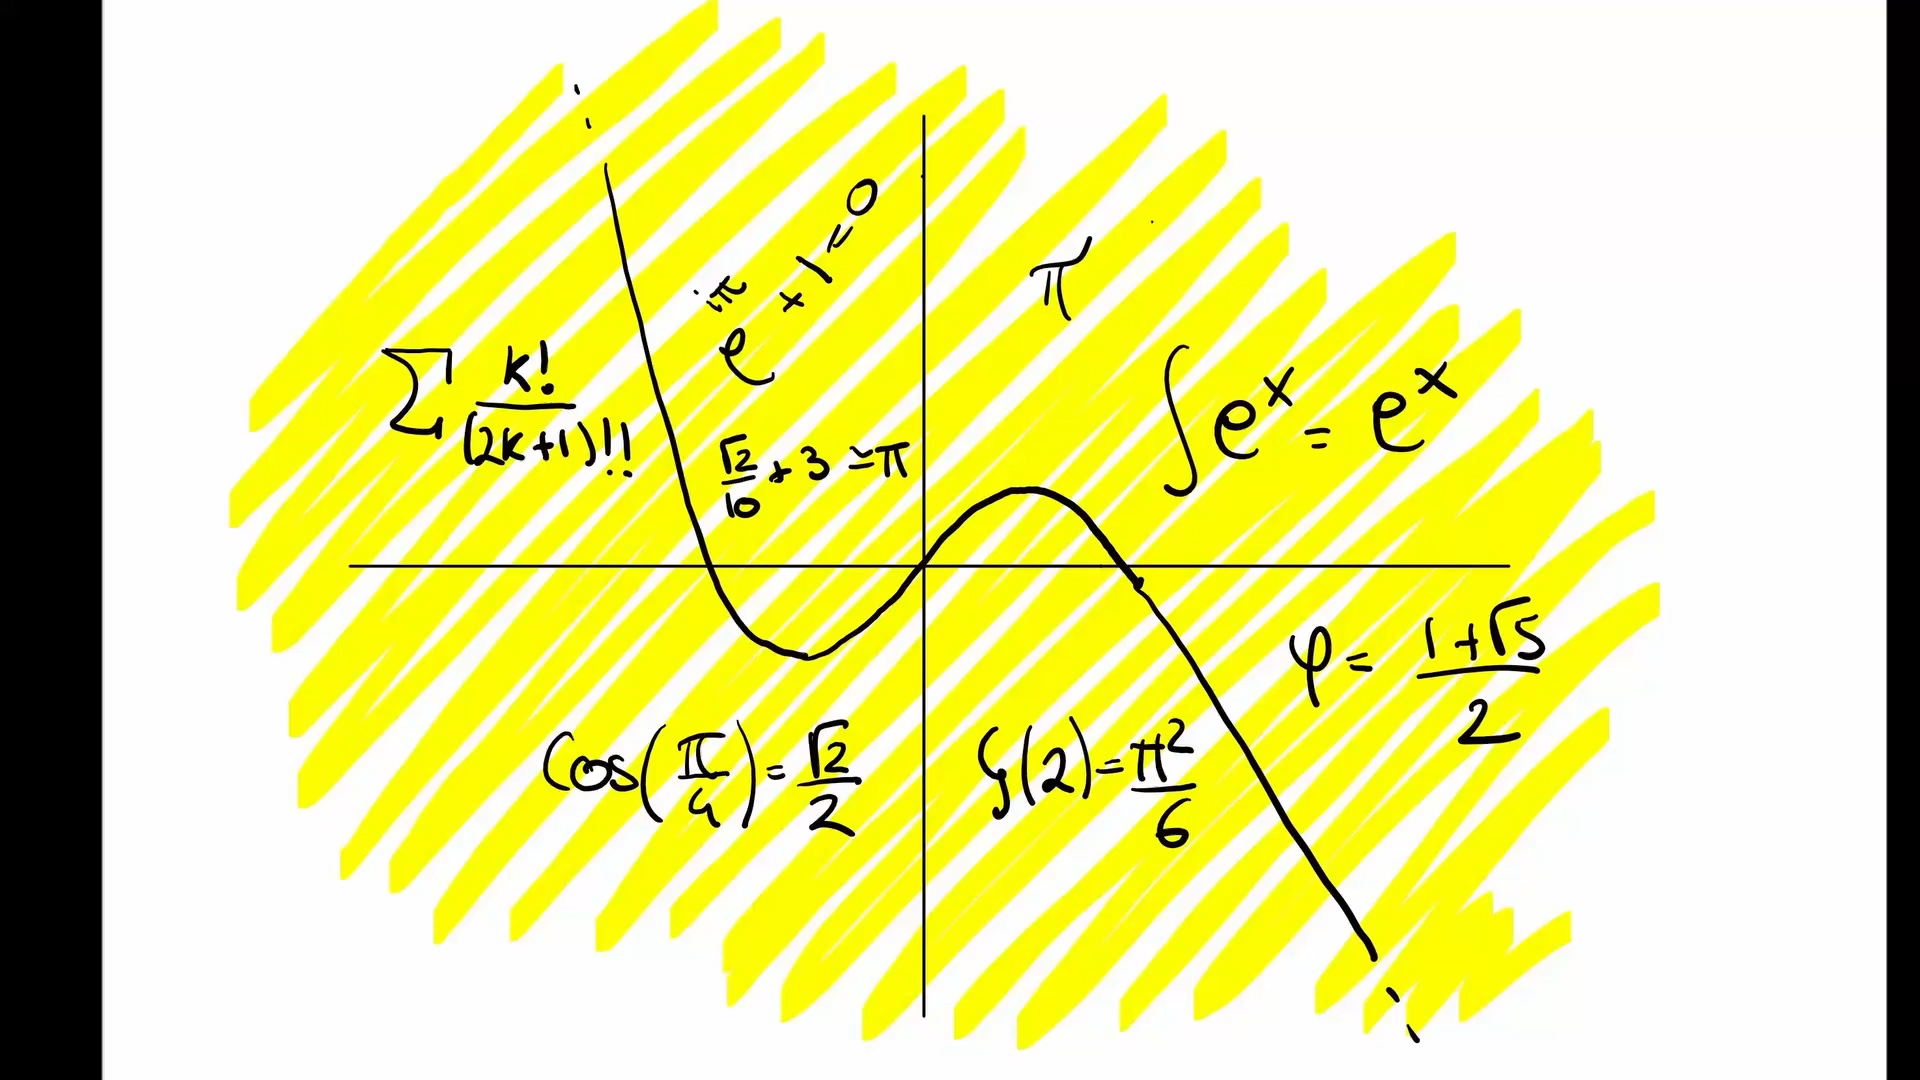 e^{iπ} + 1 = 0
π
∑ k!/(2k+1)!!
∫ e^x = e^x
√2/10 + 3 ≃ π
φ = (1+√5)/2
cos(π/4) = √2/2
ζ(2) = π²/6